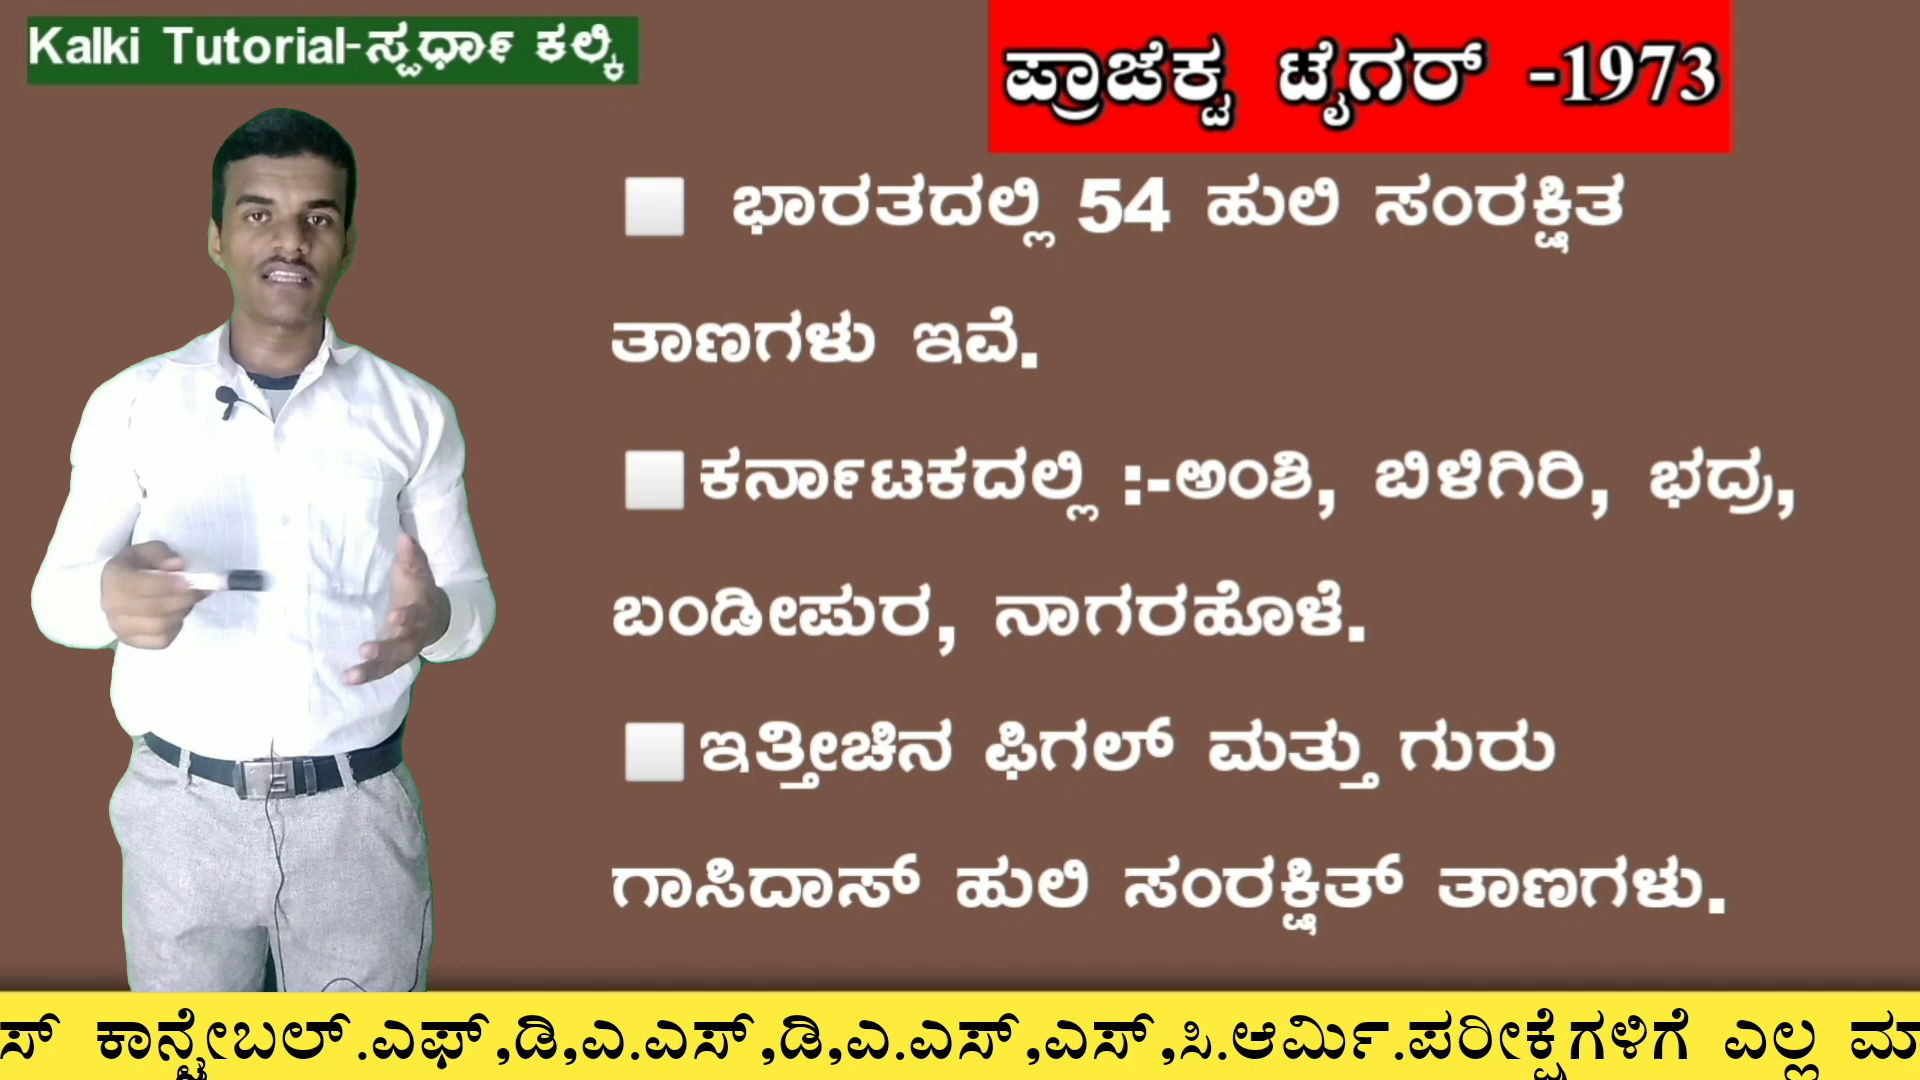 Kalki Tutorial-ಸ್ಪರ್ಧಾ ಕಲ್ಕಿ
ಪ್ರಾಜೆಕ್ಟ ಟೈಗರ್ -1973
ಭಾರತದಲ್ಲಿ 54 ಹುಲಿ ಸಂರಕ್ಷಿತ
ತಾಣಗಳು ಇವೆ.
ಕರ್ನಾಟಕದಲ್ಲಿ :-ಅಂಶಿ, ಬಿಳಿಗಿರಿ, ಭದ್ರ,
ಬಂಡೀಪುರ, ನಾಗರಹೊಳೆ.
ಇತ್ತೀಚಿನ ಫಿಗಲ್ ಮತ್ತು ಗುರು
ಗಾಸಿದಾಸ್ ಹುಲಿ ಸಂರಕ್ಷಿತ್ ತಾಣಗಳು.
ಸ್ ಕಾನ್ಟೇಬಲ್.ಎಫ್,ಡಿ,ಎ.ಎಸ್,ಡಿ,ಎ.ಎಸ್,ಎಸ್,ಸಿ.ಆರ್ಮಿ.ಪರೀಕ್ಷೆಗಳಿಗೆ ಎಲ್ಲ ಮಾ